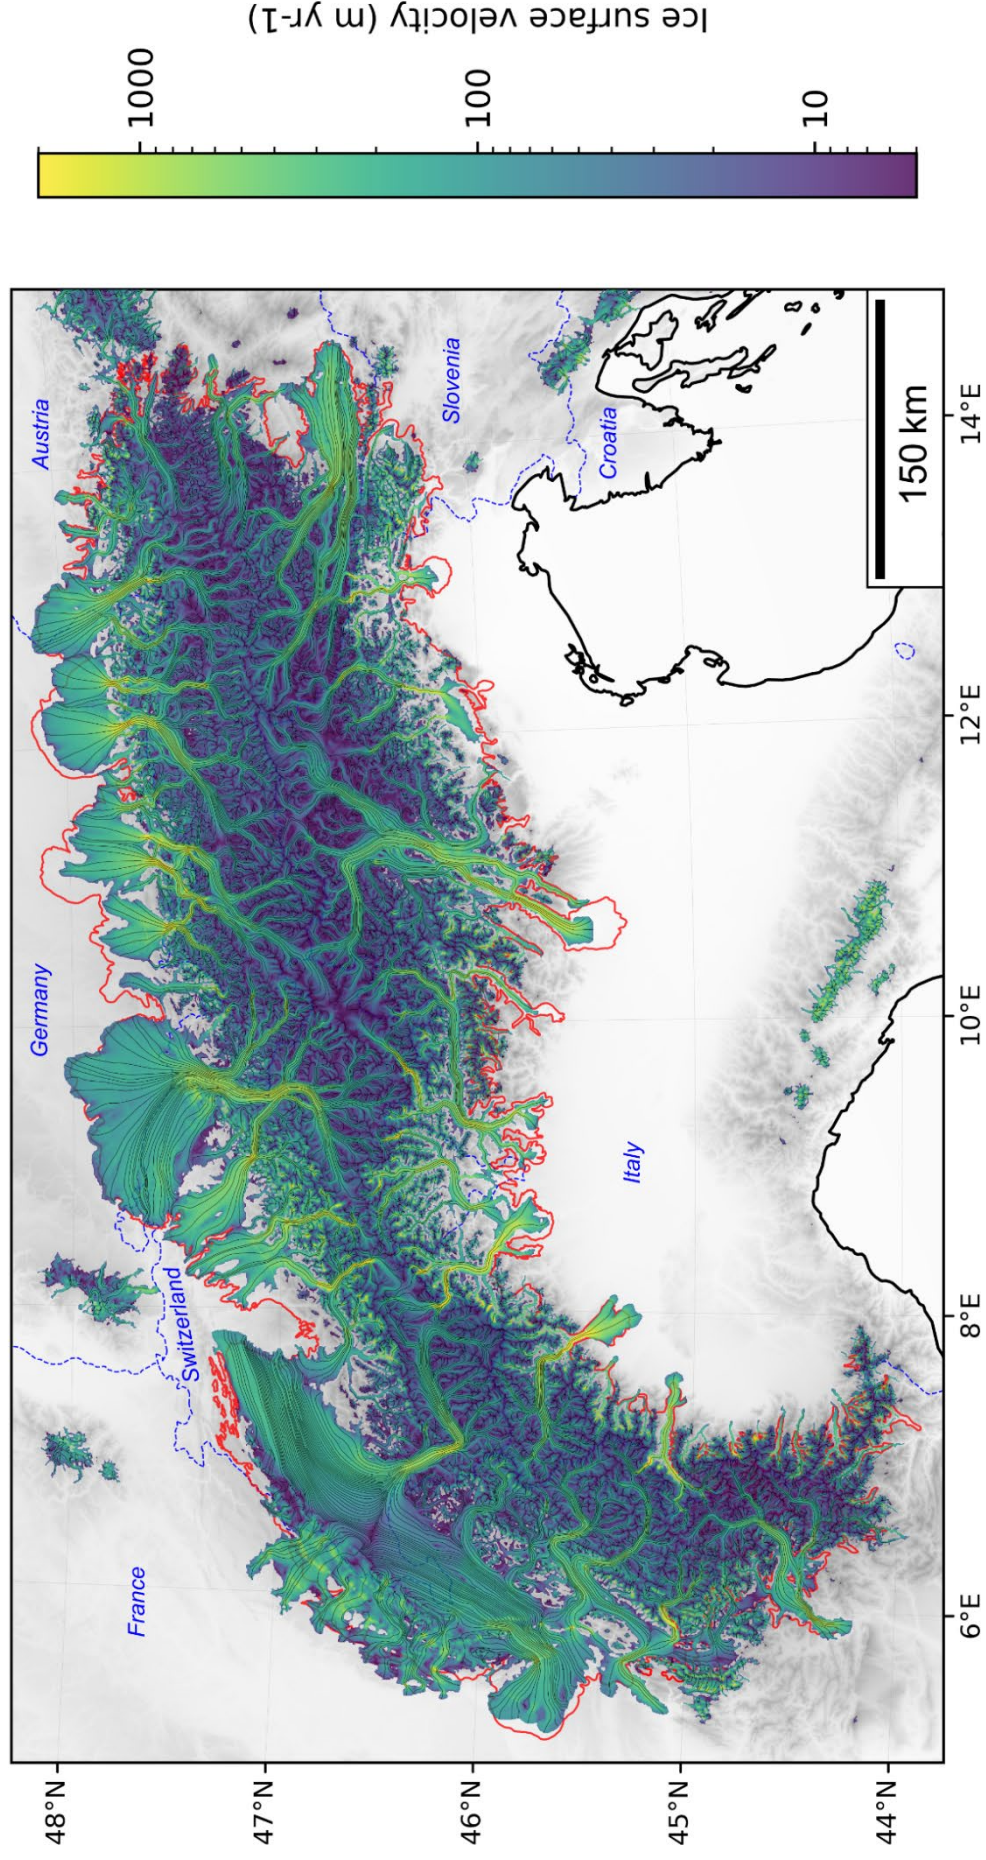 Austria
Germany
France
Switzerland
Slovenia
Croatia
Italy
150 km
48°N
47°N
46°N
45°N
44°N
6°E
8°E
10°E
12°E
14°E
1000
100
10
Ice surface velocity (m yr-1)